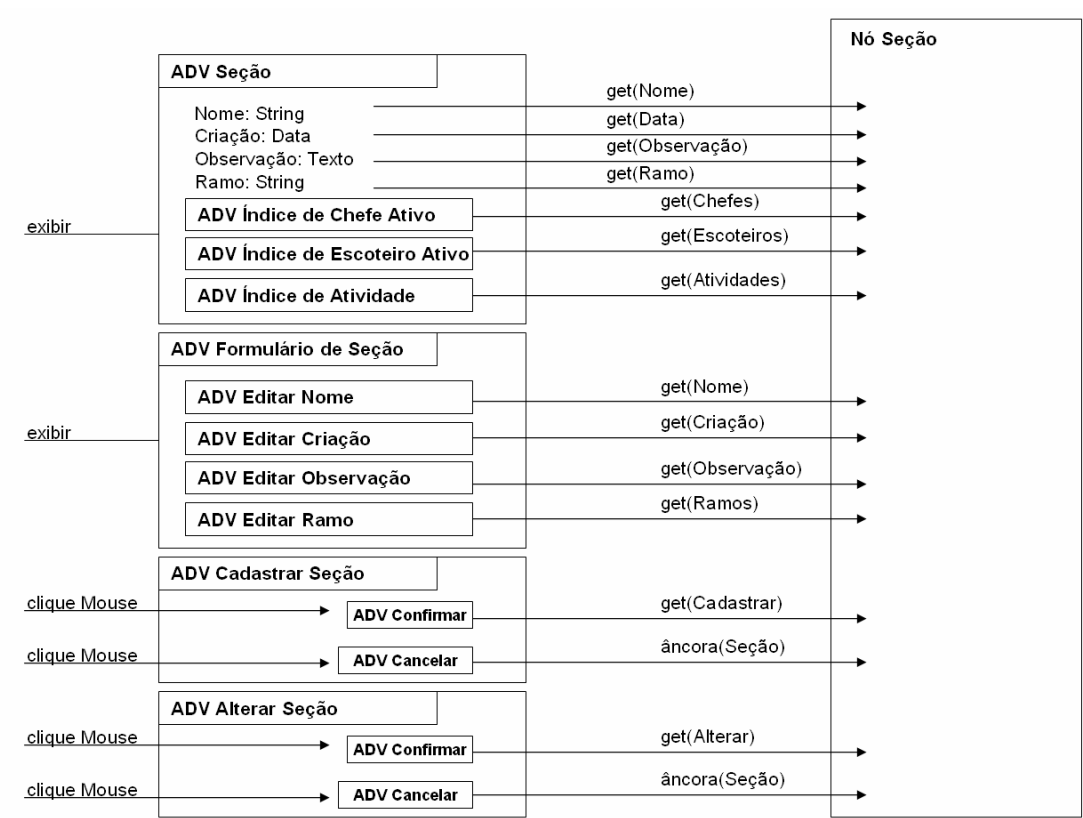 Nó Seção
ADV Seção
get(Nome)
Nome: String
get(Data)
Criação: Data
get(Observação)
Observação: Texto
get(Ramo)
Ramo: String
get(Chefes)
ADV Índice de Chefe Ativo
exibir
get(Escoteiros)
ADV Índice de Escoteiro Ativo
get(Atividades)
ADV Índice de Atividade
ADV Formulário de Seção
get(Nome)
ADV Editar Nome
get(Criação)
exibir
ADV Editar Criação
get(Observação)
ADV Editar Observação
get(Ramos)
ADV Editar Ramo
ADV Cadastrar Seção
clique Mouse
get(Cadastrar)
ADV Confirmar
clique Mouse
âncora(Seção)
ADV Cancelar
ADV Alterar Seção
clique Mouse
get(Alterar)
ADV Confirmar
clique Mouse
âncora(Seção)
ADV Cancelar